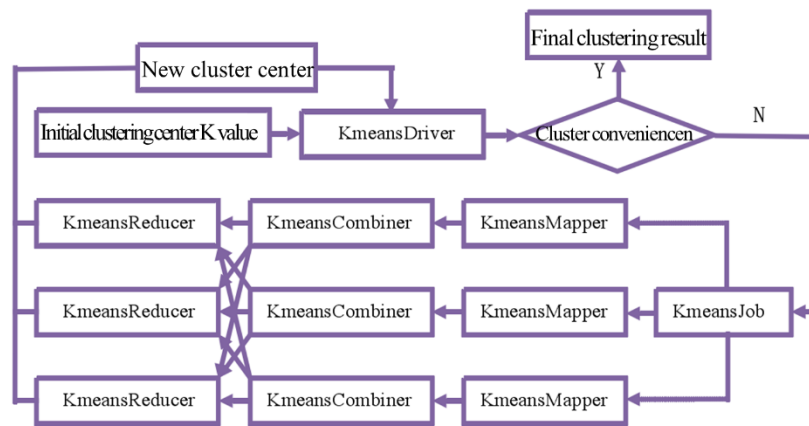 Final clustering result
New cluster center
Y
N
Initial clustering center K value
KmeansDriver
Cluster conveniencen
KmeansReducer
KmeansCombiner
KmeansMapper
KmeansReducer
KmeansCombiner
KmeansMapper
KmeansJob
KmeansReducer
KmeansCombiner
KmeansMapper